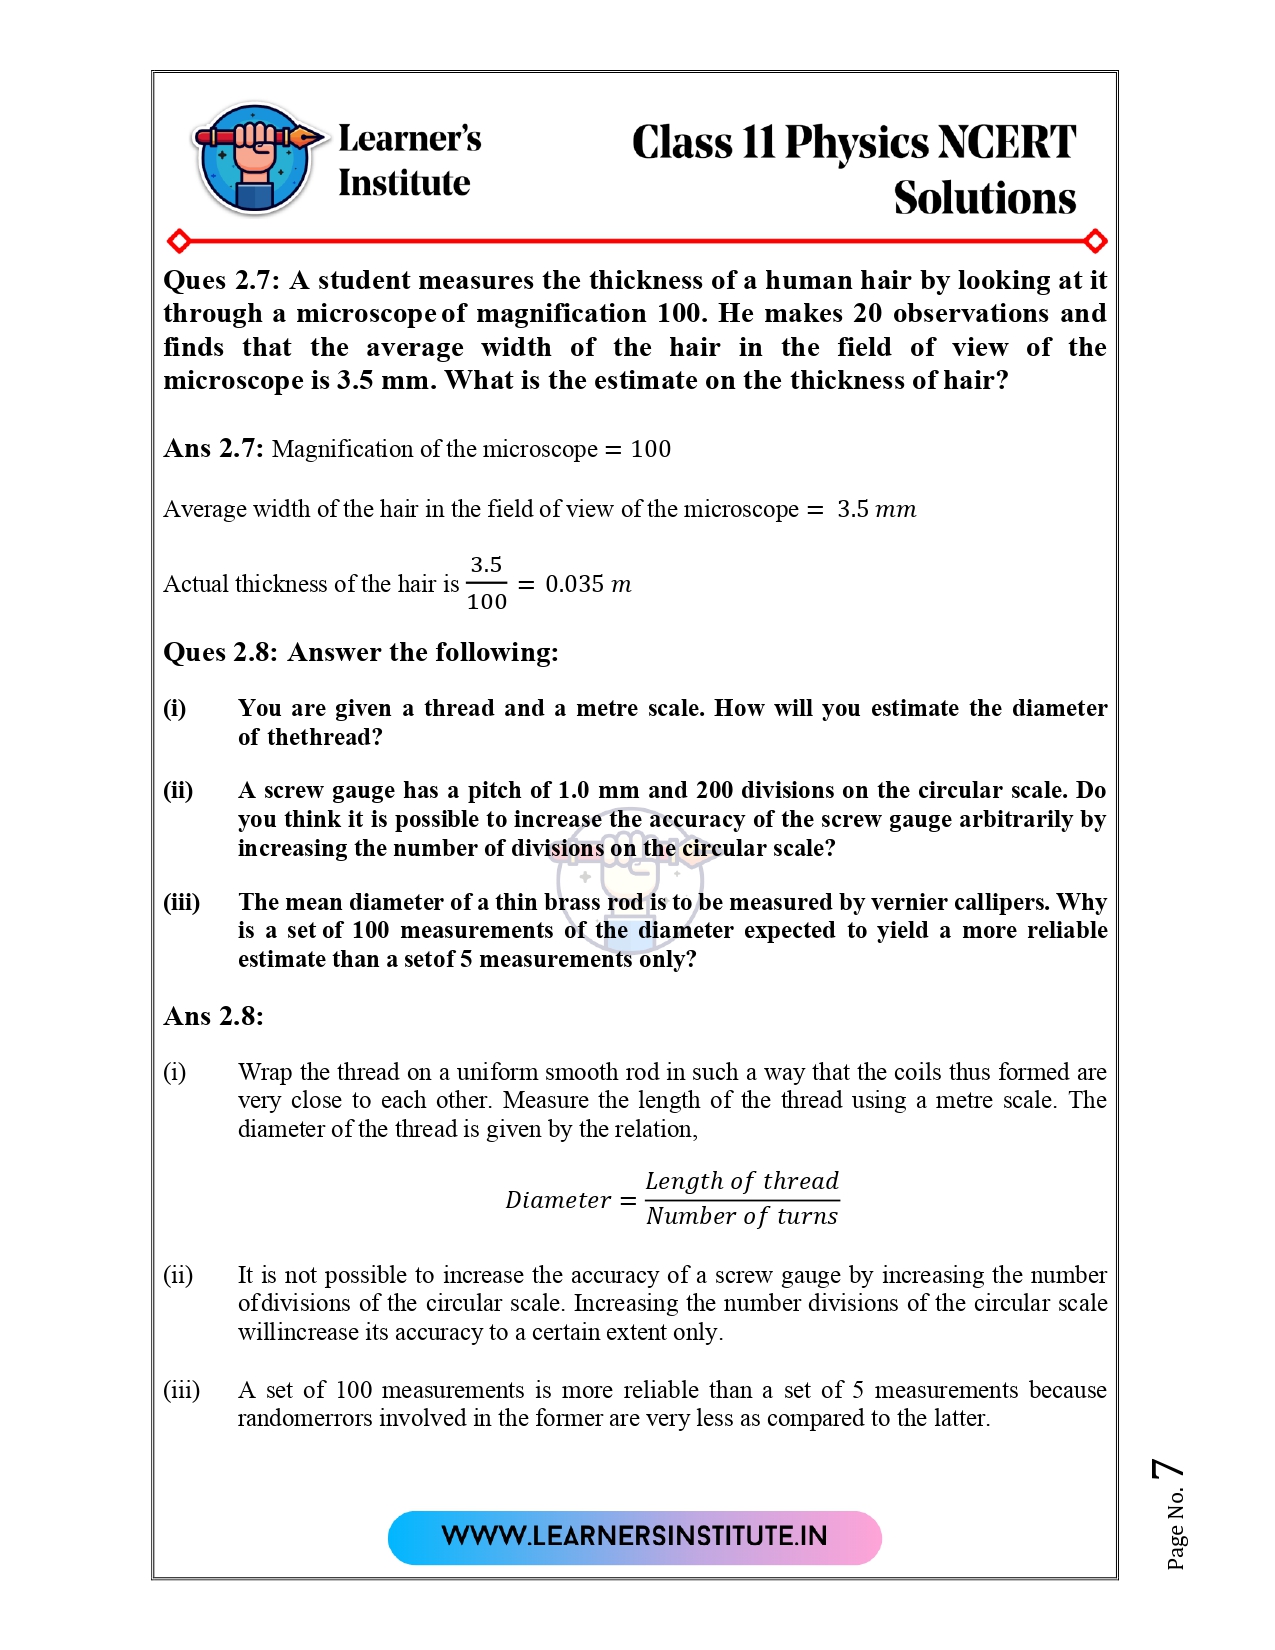 Learner's
Institute
Class 11 Physics NCERT
Solutions
Ques 2.7: A student measures the thickness of a human hair by looking at it
through a microscope of magnification 100. He makes 20 observations and
finds that the average width of the hair in the field of view of the
microscope is 3.5 mm. What is the estimate on the thickness of hair?
Ans 2.7: Magnification of the microscope = 100
Average width of the hair in the field of view of the microscope = 3.5 mm
Actual thickness of the hair is 3.5/100 = 0.035 m
Ques 2.8: Answer the following:
(i) You are given a thread and a metre scale. How will you estimate the diameter
of thethread?
(ii) A screw gauge has a pitch of 1.0 mm and 200 divisions on the circular scale. Do
you think it is possible to increase the accuracy of the screw gauge arbitrarily by
increasing the number of divisions on the circular scale?
(iii) The mean diameter of a thin brass rod is to be measured by vernier callipers. Why
is a set of 100 measurements of the diameter expected to yield a more reliable
estimate than a setof 5 measurements only?
Ans 2.8:
(i) Wrap the thread on a uniform smooth rod in such a way that the coils thus formed are
very close to each other. Measure the length of the thread using a metre scale. The
diameter of the thread is given by the relation,
Diameter = Length of thread/Number of turns
(ii) It is not possible to increase the accuracy of a screw gauge by increasing the number
ofdivisions of the circular scale. Increasing the number divisions of the circular scale
willincrease its accuracy to a certain extent only.
(iii) A set of 100 measurements is more reliable than a set of 5 measurements because
randomerrors involved in the former are very less as compared to the latter.
WWW.LEARNERSINSTITUTE.IN
Page No. 7